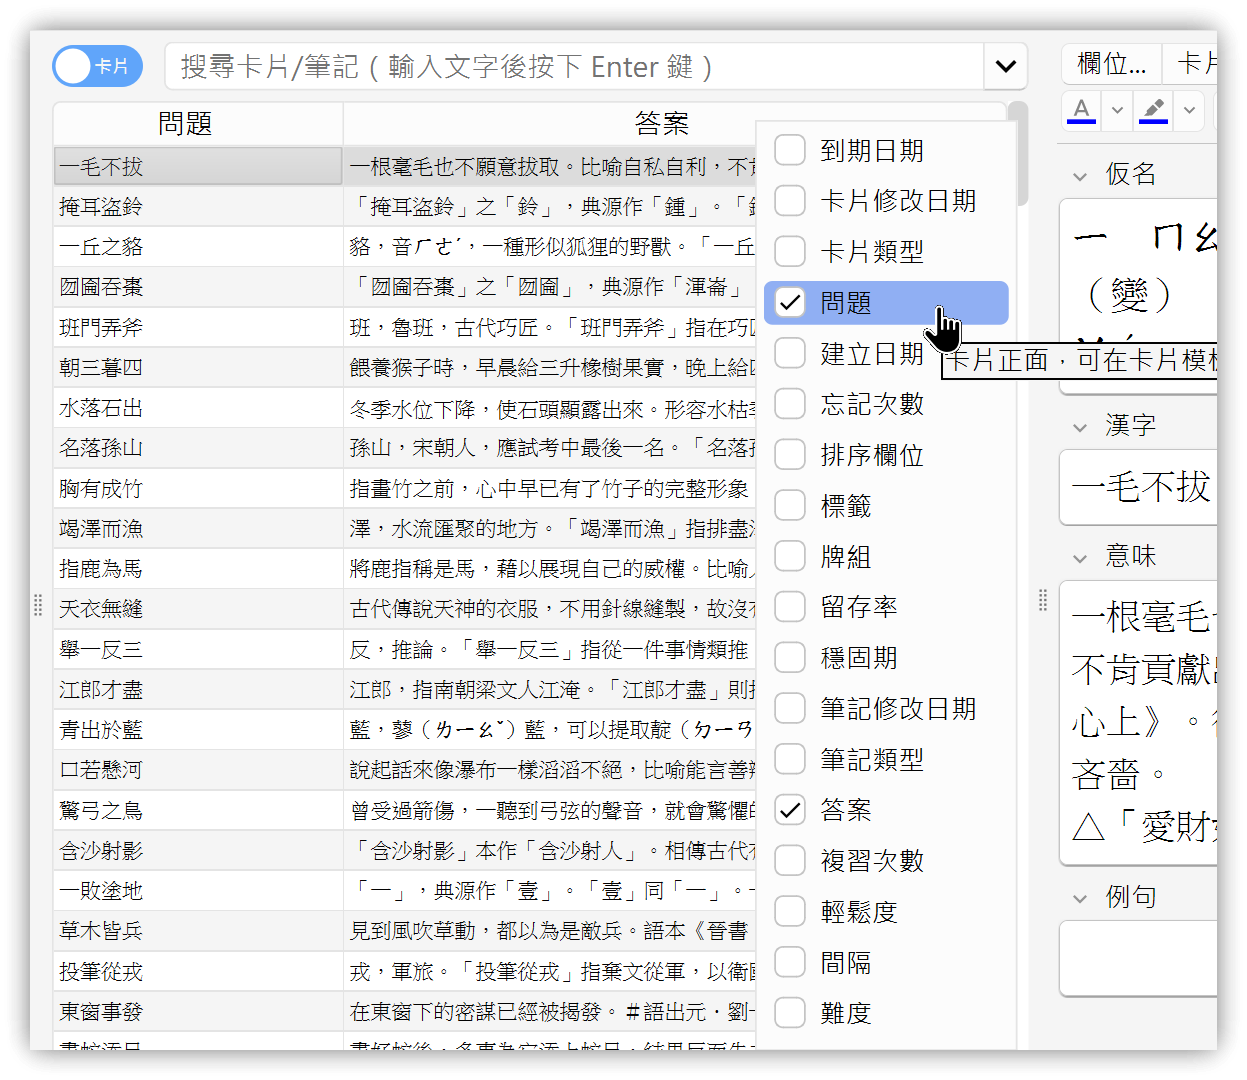 卡片
搜尋卡片/筆記（輸入文字後按下 Enter 鍵）
問題 答案
一毛不拔 一根毫毛也不願意拔取。比喻自私自利，不
掩耳盜鈴 「掩耳盜鈴」之「鈴」，典源作「鍾」。「
一丘之貉 貉，音ㄏㄜˊ，一種形似狐狸的野獸。「一丘
囫圇吞棗 「囫圇吞棗」之「囫圇」，典源作「渾崙」
班門弄斧 班，魯班，古代巧匠。「班門弄斧」指在巧
朝三暮四 餵養猴子時，早晨給三升橡樹果實，晚上給
水落石出 冬季水位下降，使石頭顯露出來。形容水枯
名落孫山 孫山，宋朝人，應試考中最後一名。「名落
胸有成竹 指畫竹之前，心中早已有了竹子的完整形象
竭澤而漁 澤，水流匯聚的地方。「竭澤而漁」指排盡
指鹿為馬 將鹿指稱是馬，藉以展現自己的威權。比喻
天衣無縫 古代傳說天神的衣服，不用針線縫製，故沒
舉一反三 反，推論。「舉一反三」指從一件事情類推
江郎才盡 江郎，指南朝梁文人江淹。「江郎才盡」則
青出於藍 藍，蓼（ㄌㄧㄠˇ）藍，可以提取靛（ㄉㄧㄢ
口若懸河 說起話來像瀑布一樣滔滔不絕，比喻能言善
驚弓之鳥 曾受過箭傷，一聽到弓弦的聲音，就會驚懼
含沙射影 「含沙射影」本作「含沙射人」。相傳古代
一敗塗地 「一」，典源作「壹」。「壹」同「一」。
草木皆兵 見到風吹草動，都以為是敵兵。語本《晉書
投筆從戎 戎，軍旅。「投筆從戎」指棄文從軍，以衛
東窗事發 在東窗下的密謀已經被揭發。＃語出元．劉
到期日期
卡片修改日期
卡片類型
問題
建立日期
忘記次數
排序欄位
標籤
牌組
留存率
穩固期
筆記修改日期
筆記類型
答案
複習次數
輕鬆度
間隔
難度
卡片正面，可在卡片模
欄位... 卡片
A
仮名
ㄧ ㄇㄠ
（變）
漢字
一毛不拔
意味
一根毫毛
不肯貢獻
心上》。
吝嗇。
△「愛財
例句